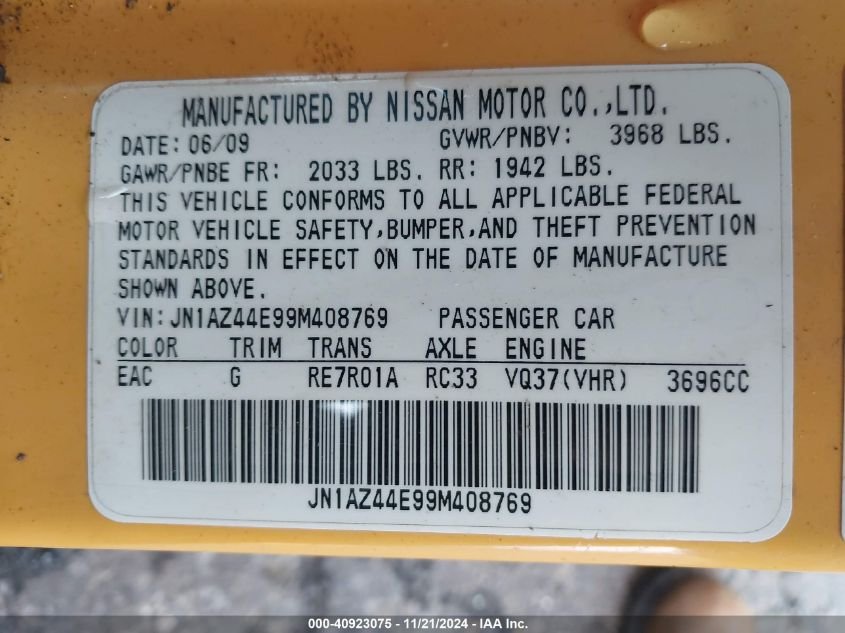 MANUFACTURED BY NISSAN MOTOR CO.,LTD.
DATE: 06/09 GVWR/PNBV: 3968 LBS.
GAWR/PNBE FR: 2033 LBS. RR: 1942 LBS.
THIS VEHICLE CONFORMS TO ALL APPLICABLE FEDERAL
MOTOR VEHICLE SAFETY,BUMPER,AND THEFT PREVENTION
STANDARDS IN EFFECT ON THE DATE OF MANUFACTURE
SHOWN ABOVE.
VIN: JN1AZ44E99M408769 PASSENGER CAR
COLOR TRIM TRANS AXLE ENGINE
EAC G RE7R01A RC33 VQ37(VHR) 3696CC
JN1AZ44E99M408769
000-40923075 - 11/21/2024 - IAA Inc.